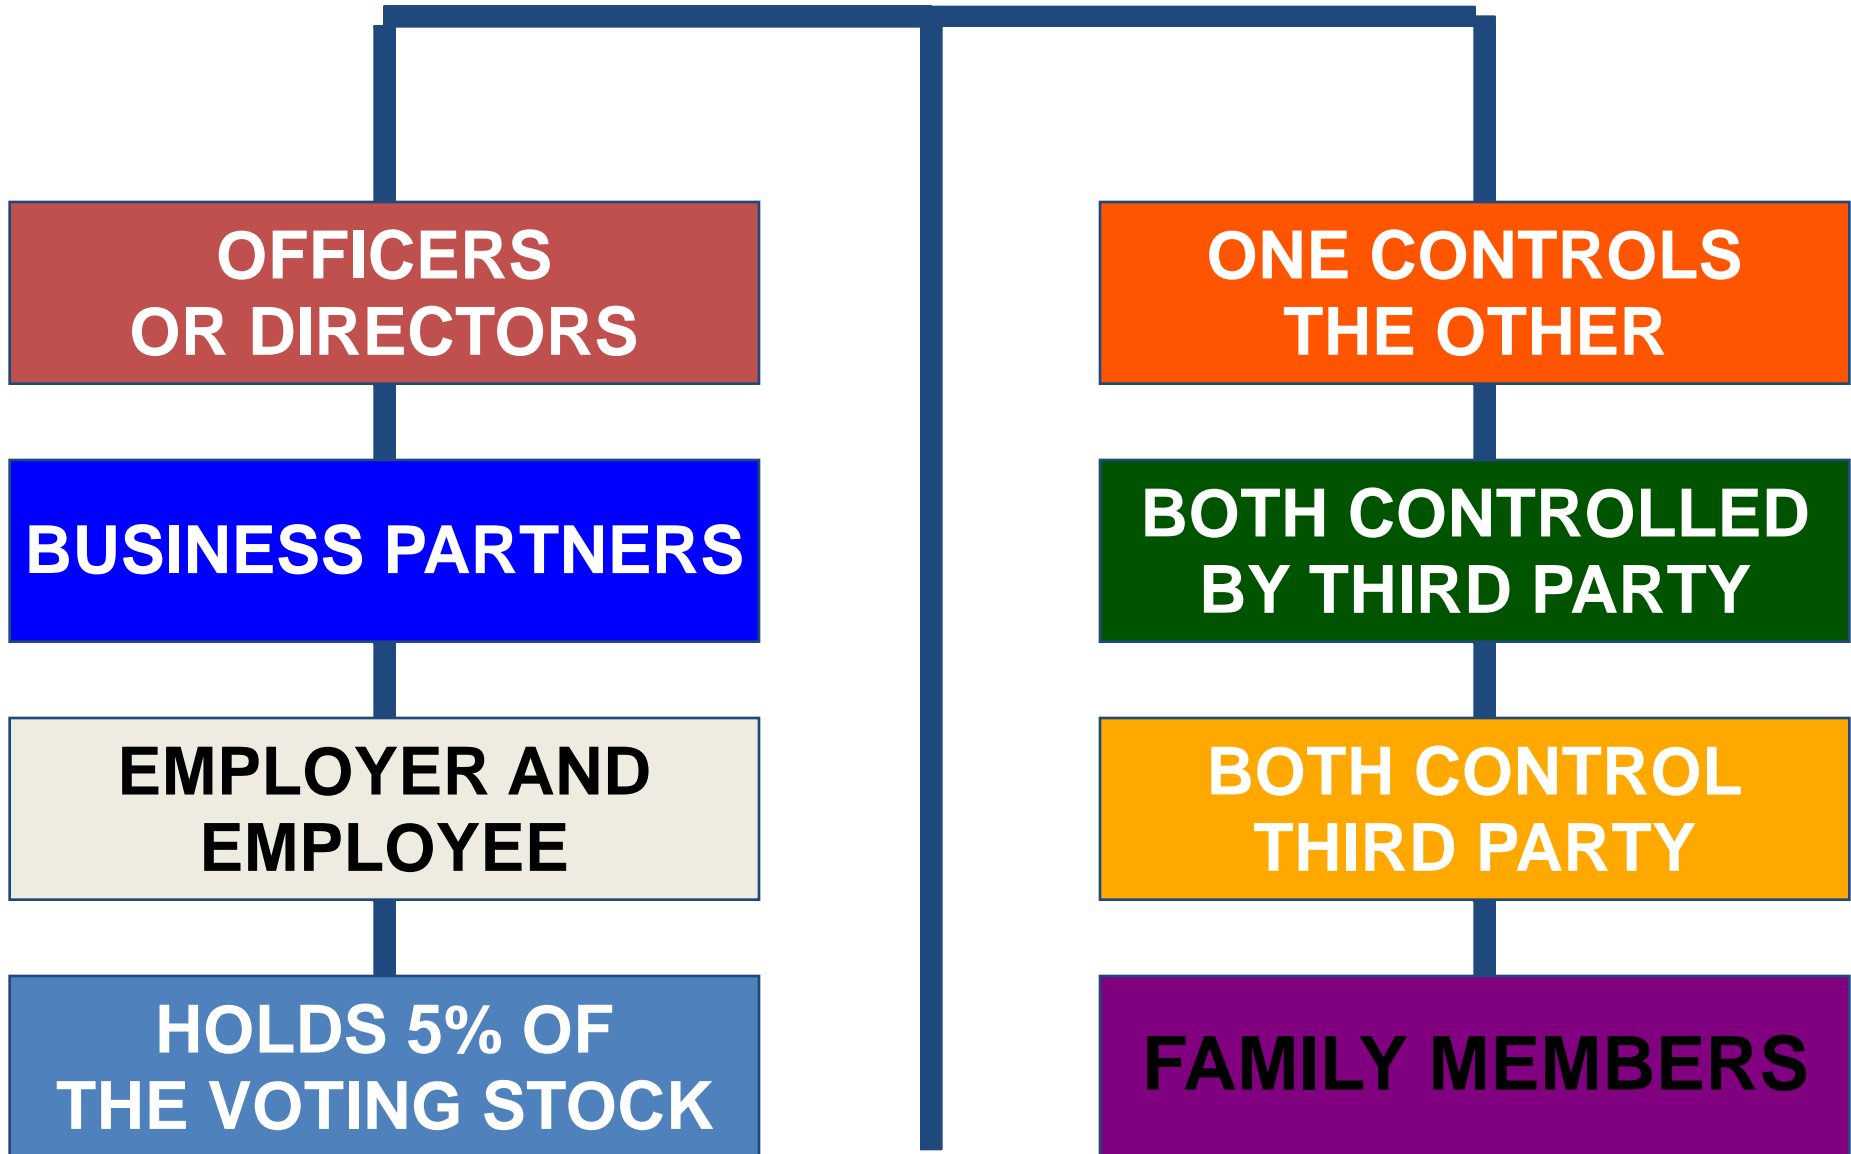 OFFICERS
OR DIRECTORS
BUSINESS PARTNERS
EMPLOYER AND
EMPLOYEE
HOLDS 5% OF
THE VOTING STOCK
ONE CONTROLS
THE OTHER
BOTH CONTROLLED
BY THIRD PARTY
BOTH CONTROL
THIRD PARTY
FAMILY MEMBERS